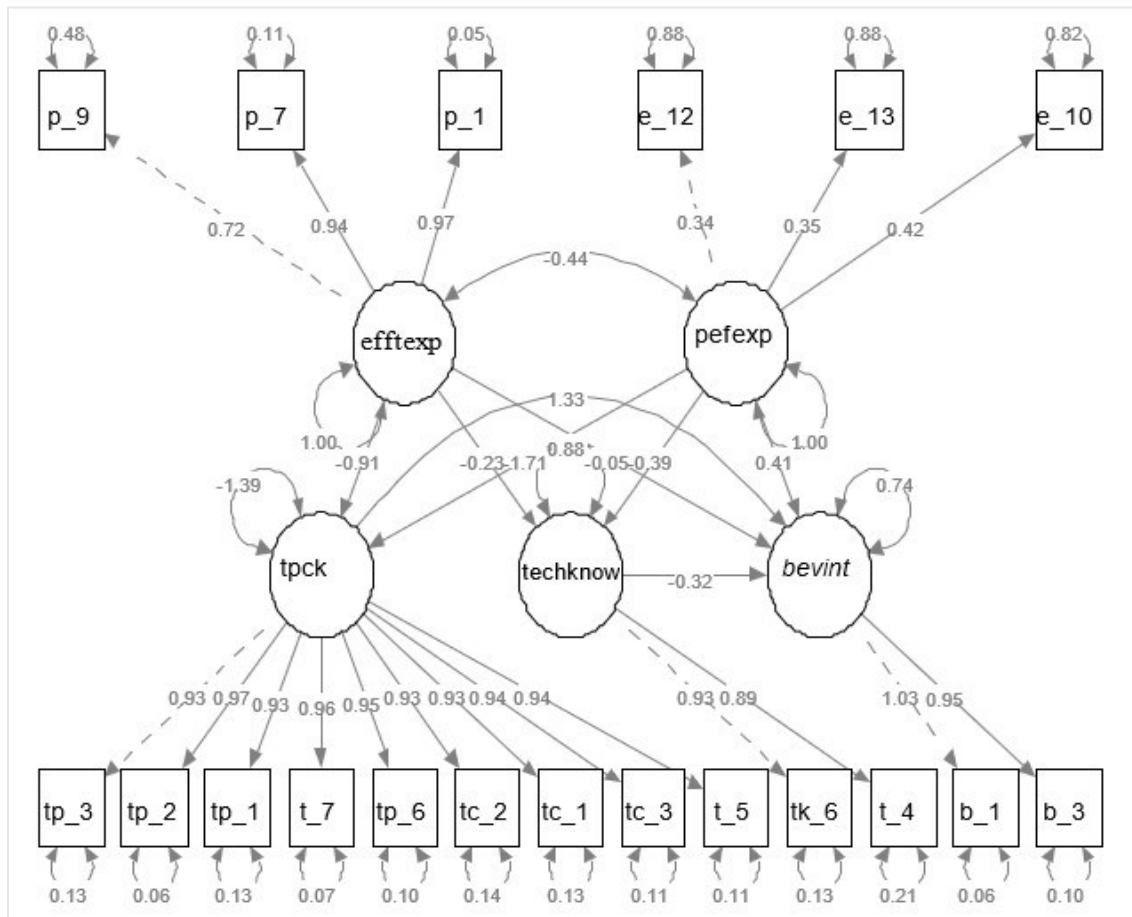 0.48 0.11 0.05 0.88 0.88 0.82
p_9 p_7 p_1 e_12 e_13 e_10
0.72 0.94 0.97 0.34 0.35 0.42
-0.44
efftexp pefexp
1.33
1.00 -0.91 -0.23 -1.71 0.88 -0.05 -0.39 0.41 1.00
-1.39 0.74
tpck techknow bevint
-0.32
0.93 0.97 0.93 0.96 0.95 0.93 0.93 0.94 0.94 0.93 0.89 1.03 0.95
tp_3 tp_2 tp_1 t_7 tp_6 tc_2 tc_1 tc_3 t_5 tk_6 t_4 b_1 b_3
0.13 0.06 0.13 0.07 0.10 0.14 0.13 0.11 0.11 0.13 0.21 0.06 0.10